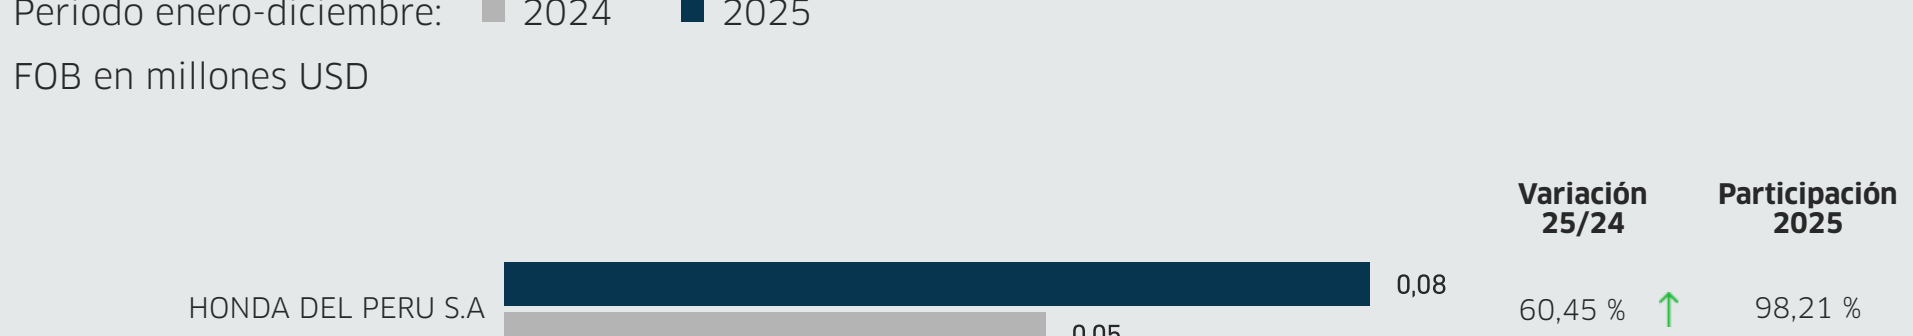 Periodo enero-diciembre: 2024 2025
FOB en millones USD
Variación 25/24
Participación 2025
0,08
HONDA DEL PERU S.A
60,45 % ↑ 98,21 %
0,05